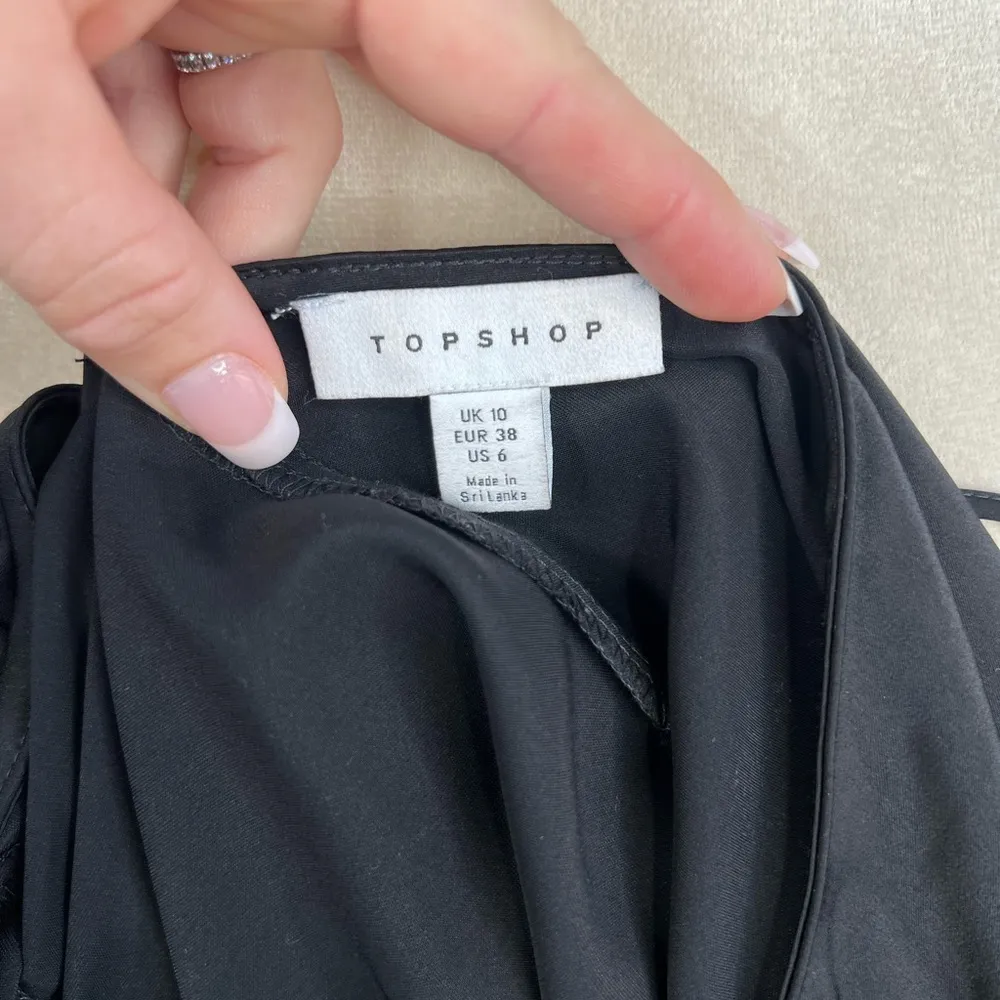 TOPSHOP
UK 10
EUR 38
US 6
Made in
Sri Lanka